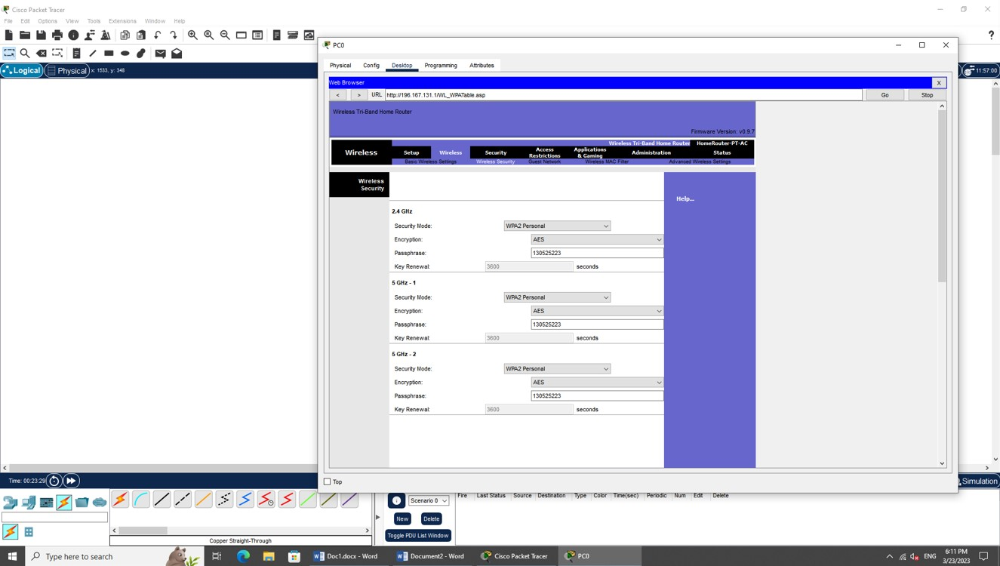 Cisco Packet Tracer
File Edit Options View Tools Extensions Window Help
?
Logical Physical x: 1533, y: 348
11:57:00
PC0
Physical Config Desktop Programming Attributes
Web Browser X
< > URL http://196.167.131.1/WL_WPATable.asp Go Stop
Wireless Tri-Band Home Router
Firmware Version: v0.9.7
Wireless Tri-Band Home Router HomeRouter-PT-AC
Wireless Setup Wireless Security Access Restrictions Applications & Gaming Administration Status
Basic Wireless Settings Wireless Security Guest Network Wireless MAC Filter Advanced Wireless Settings
Wireless Security
Help...
2.4 GHz
Security Mode: WPA2 Personal
Encryption: AES
Passphrase: 130525223
Key Renewal: 3600 seconds
5 GHz - 1
Security Mode: WPA2 Personal
Encryption: AES
Passphrase: 130525223
Key Renewal: 3600 seconds
5 GHz - 2
Security Mode: WPA2 Personal
Encryption: AES
Passphrase: 130525223
Key Renewal: 3600 seconds
Top
Time: 00:23:29
Simulation
Scenario 0
Fire Last Status Source Destination Type Color Time(sec) Periodic Num Edit Delete
New Delete
Toggle PDU List Window
Copper Straight-Through
Type here to search
Doc1.docx - Word
Document2 - Word
Cisco Packet Tracer
PC0
ENG
6:11 PM
3/23/2023